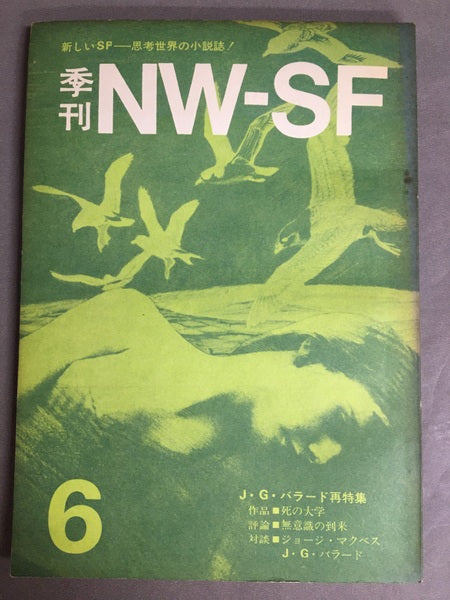 新しいSF──思考世界の小説誌！
季刊 NW-SF
6
J・G・バラード再特集
作品■死の大学
評論■無意識の到来
対談■ジョージ・マクベス
J・G・バラード